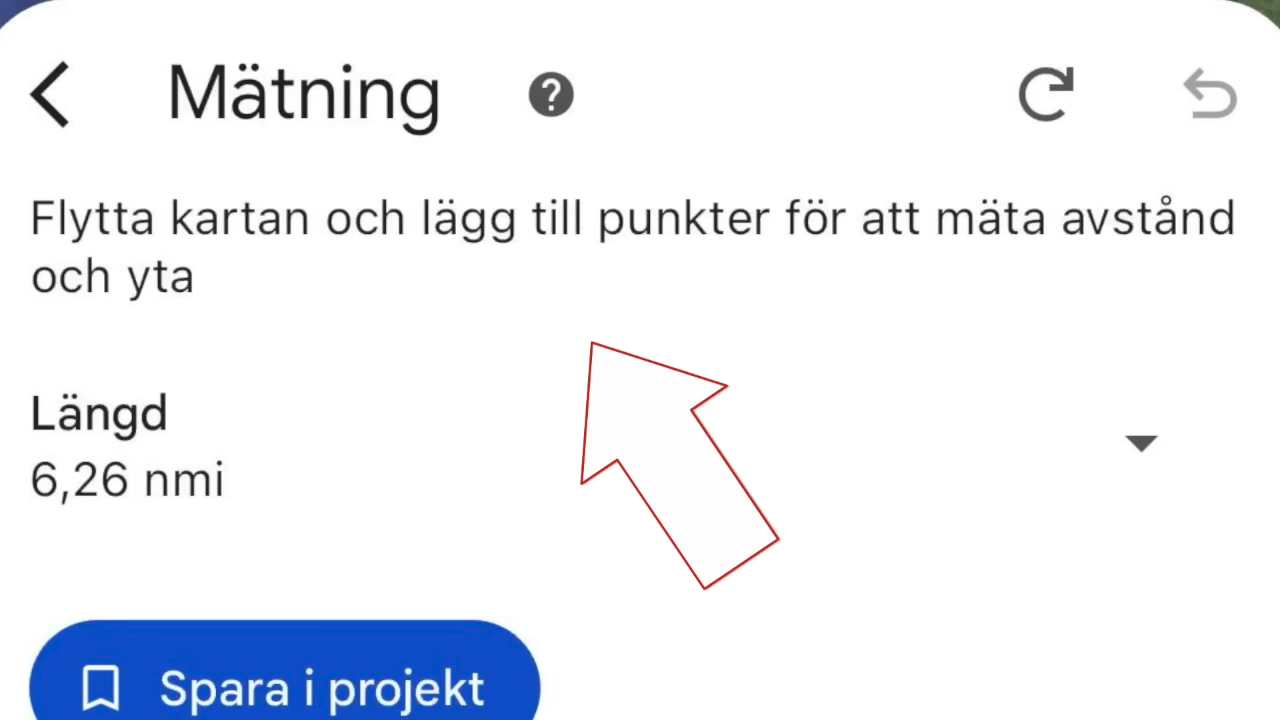 Mätning
Flytta kartan och lägg till punkter för att mäta avstånd
och yta
Längd
6,26 nmi
Spara i projekt